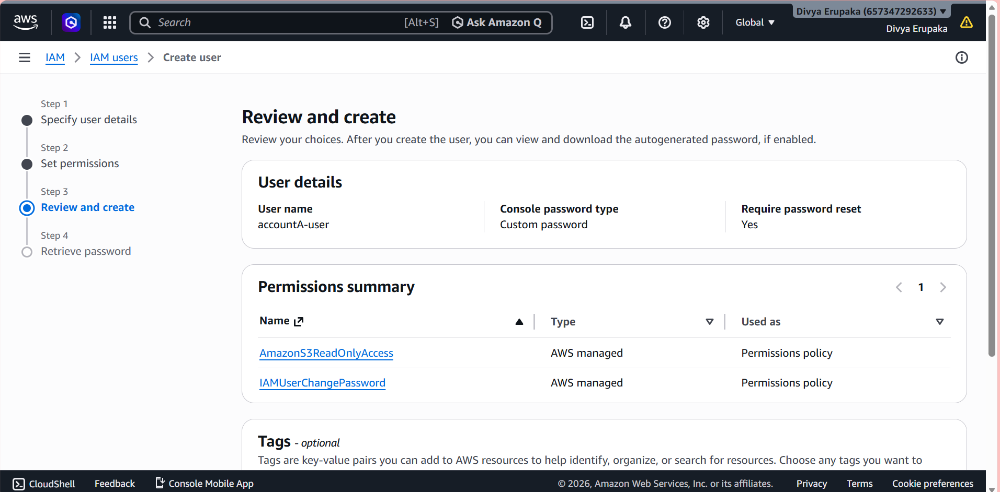 aws
Search
[Alt+S]
Ask Amazon Q
Global
Divya Erupaka (657347292633)
Divya Erupaka
IAM
IAM users
Create user
Step 1
Specify user details
Step 2
Set permissions
Step 3
Review and create
Step 4
Retrieve password
Review and create
Review your choices. After you create the user, you can view and download the autogenerated password, if enabled.
User details
User name
accountA-user
Console password type
Custom password
Require password reset
Yes
Permissions summary
1
Name
Type
Used as
AmazonS3ReadOnlyAccess
AWS managed
Permissions policy
IAMUserChangePassword
AWS managed
Permissions policy
Tags - optional
Tags are key-value pairs you can add to AWS resources to help identify, organize, or search for resources. Choose any tags you want to
CloudShell
Feedback
Console Mobile App
© 2026, Amazon Web Services, Inc. or its affiliates.
Privacy
Terms
Cookie preferences